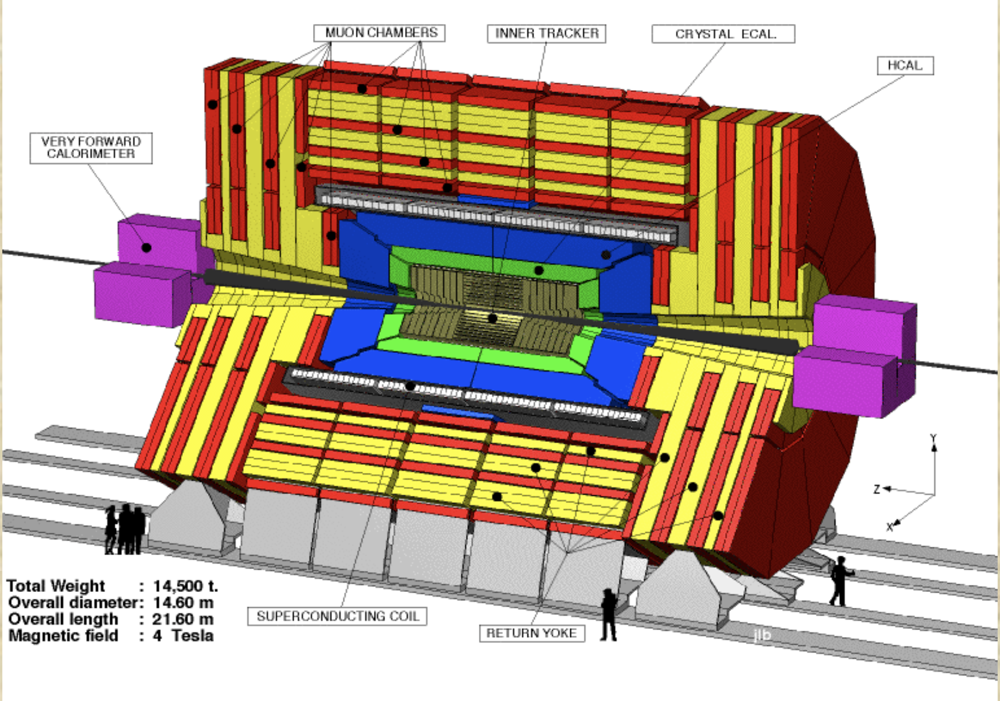 MUON CHAMBERS
INNER TRACKER
CRYSTAL ECAL.
HCAL
VERY FORWARD
CALORIMETER
Y
Z
X
Total Weight : 14,500 t.
Overall diameter: 14.60 m
Overall length : 21.60 m
Magnetic field : 4 Tesla
SUPERCONDUCTING COIL
RETURN YOKE
jlb